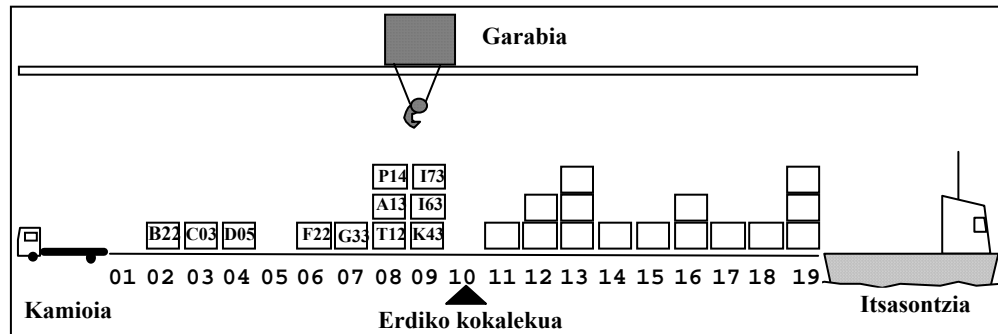 Garabia
P14 I73
A13 I63
B22 C03 D05 F22 G33 T12 K43
01 02 03 04 05 06 07 08 09 10 11 12 13 14 15 16 17 18 19
Kamioia Erdiko kokalekua Itsasontzia